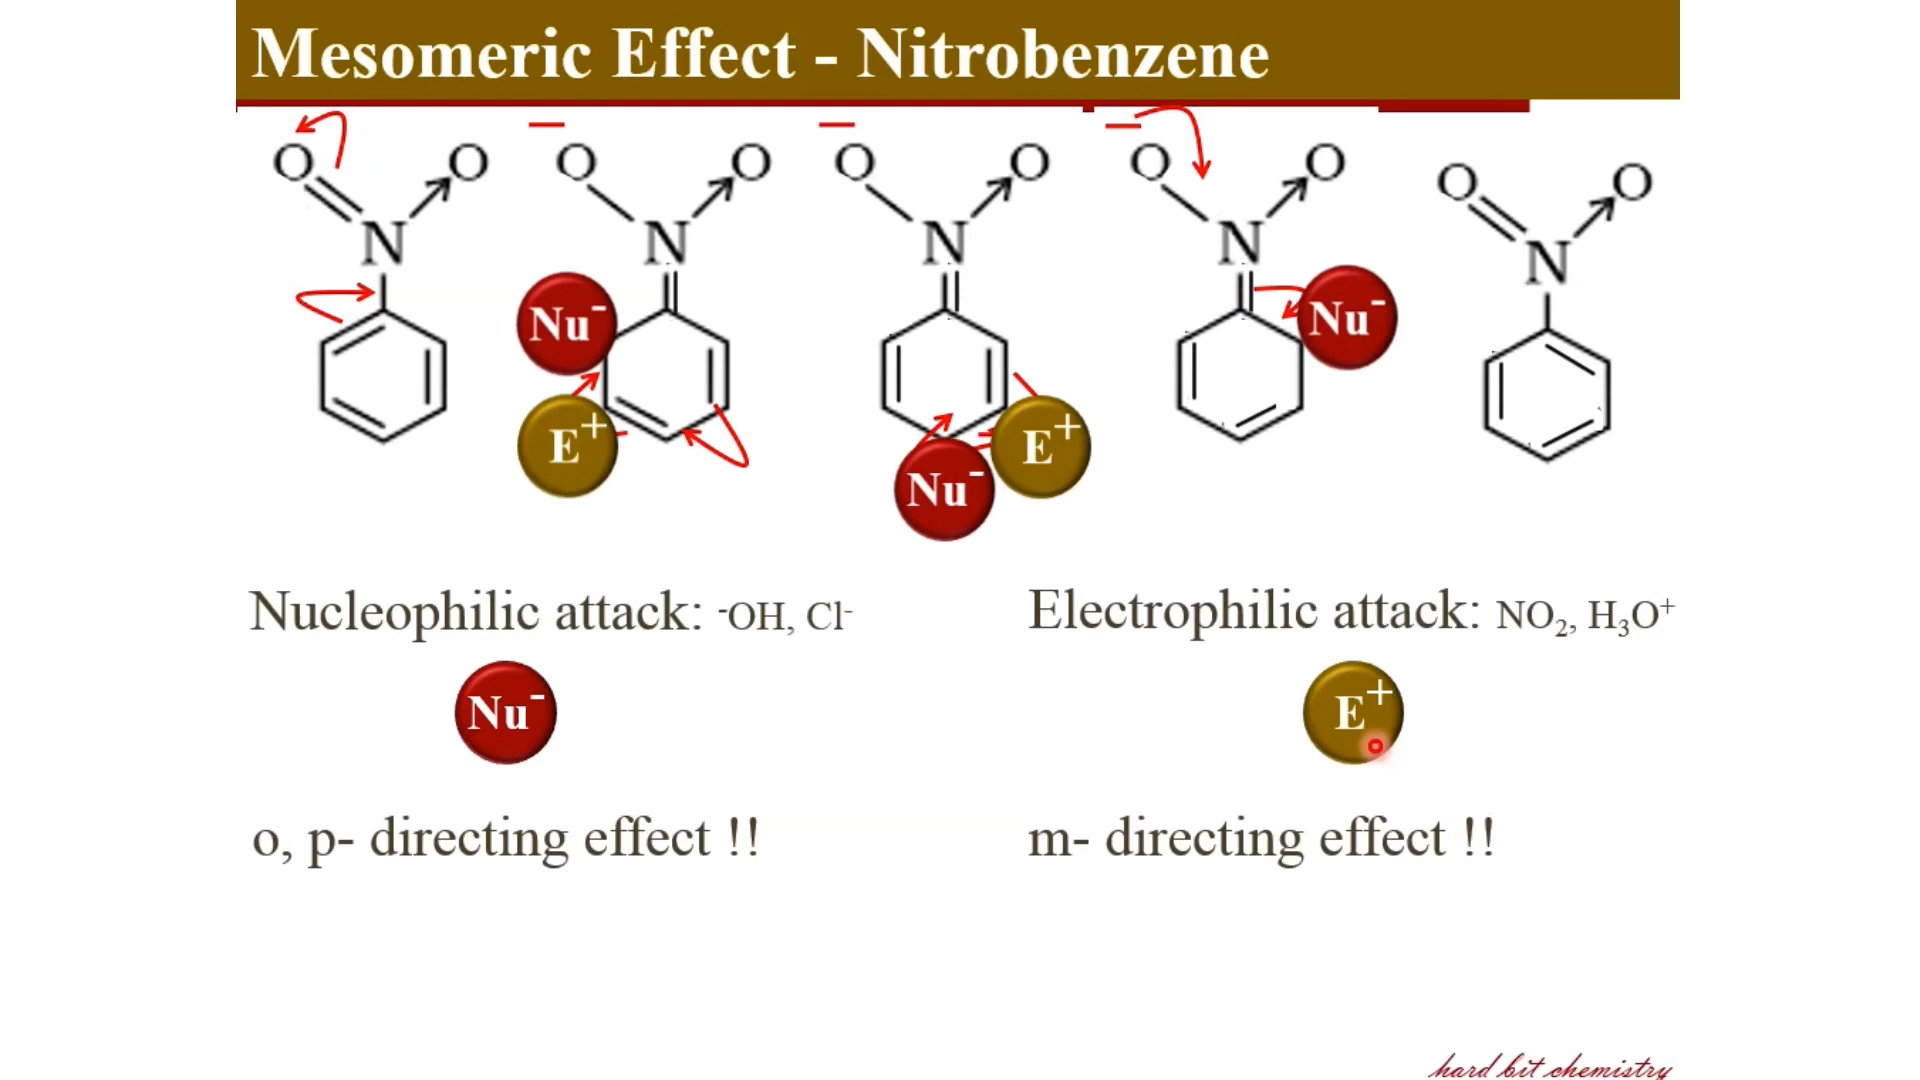 Mesomeric Effect - Nitrobenzene
O O O O O O O O O O
N N N N N
Nu⁻ Nu⁻
E⁺ E⁺
Nu⁻
Nucleophilic attack: ⁻OH, Cl⁻
Electrophilic attack: NO₂, H₃O⁺
Nu⁻ E⁺
o, p- directing effect !!
m- directing effect !!
hard bit chemistry